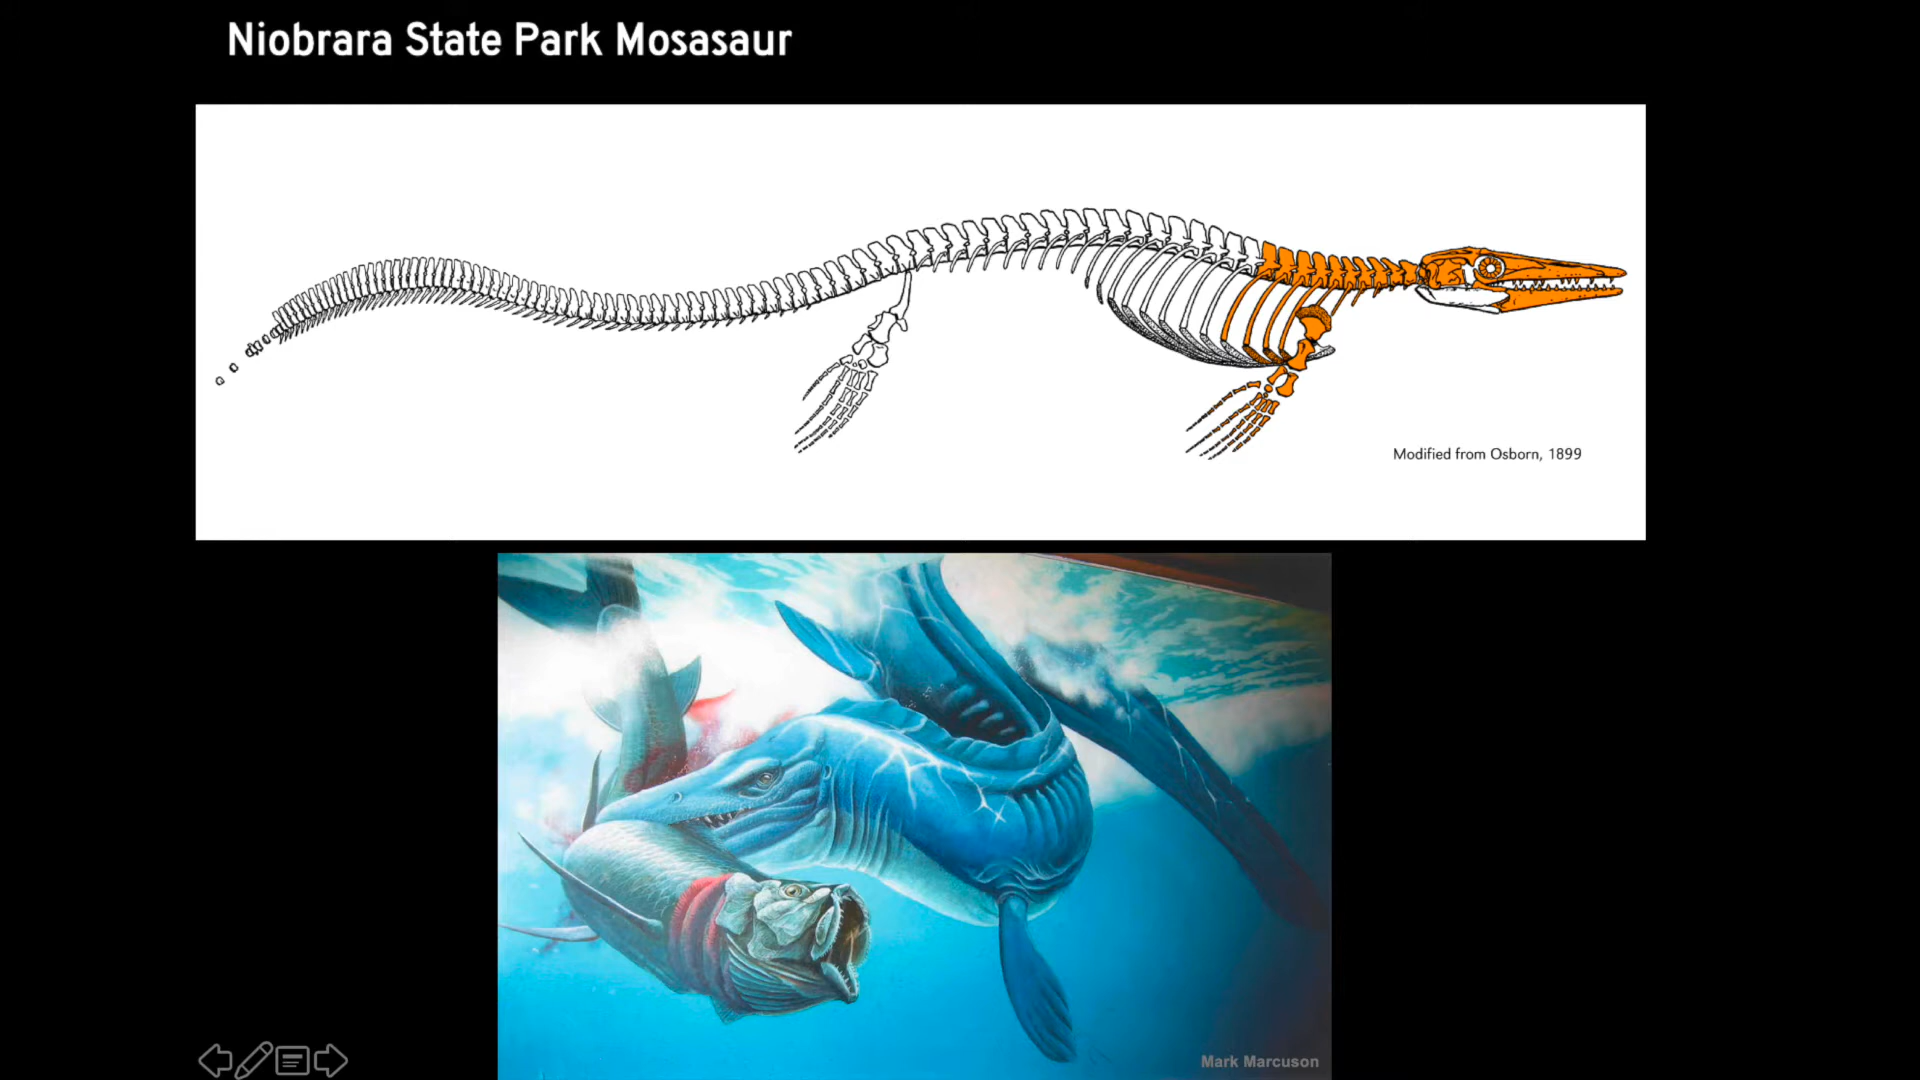 Niobrara State Park Mosasaur
Modified from Osborn, 1899
Mark Marcuson